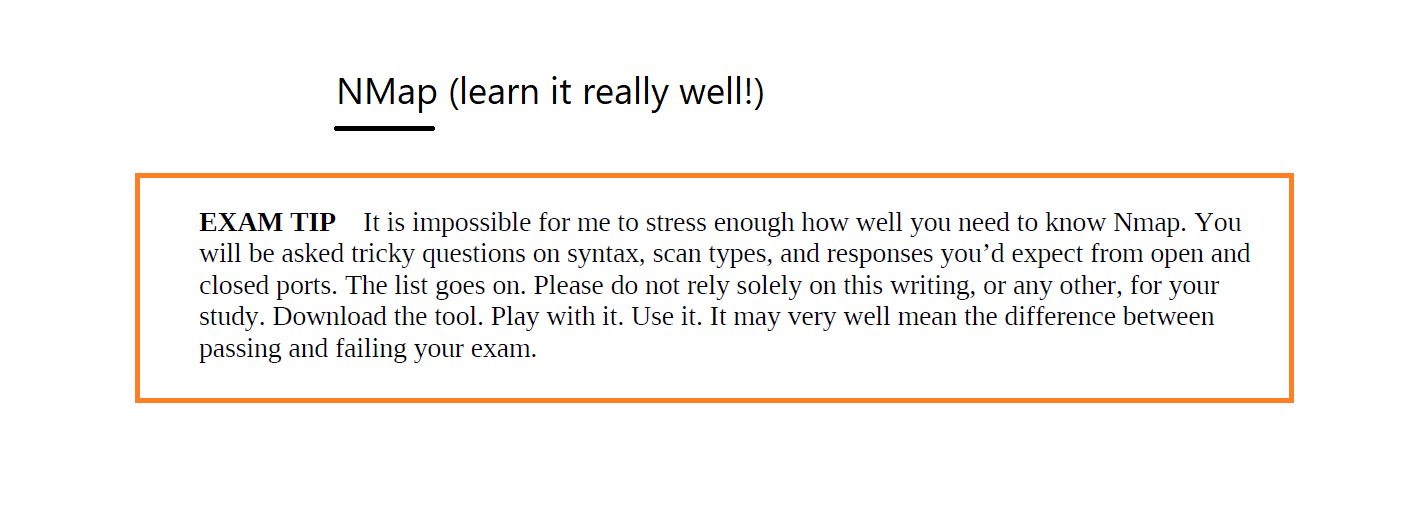 NMap (learn it really well!)
EXAM TIP It is impossible for me to stress enough how well you need to know Nmap. You
will be asked tricky questions on syntax, scan types, and responses you’d expect from open and
closed ports. The list goes on. Please do not rely solely on this writing, or any other, for your
study. Download the tool. Play with it. Use it. It may very well mean the difference between
passing and failing your exam.